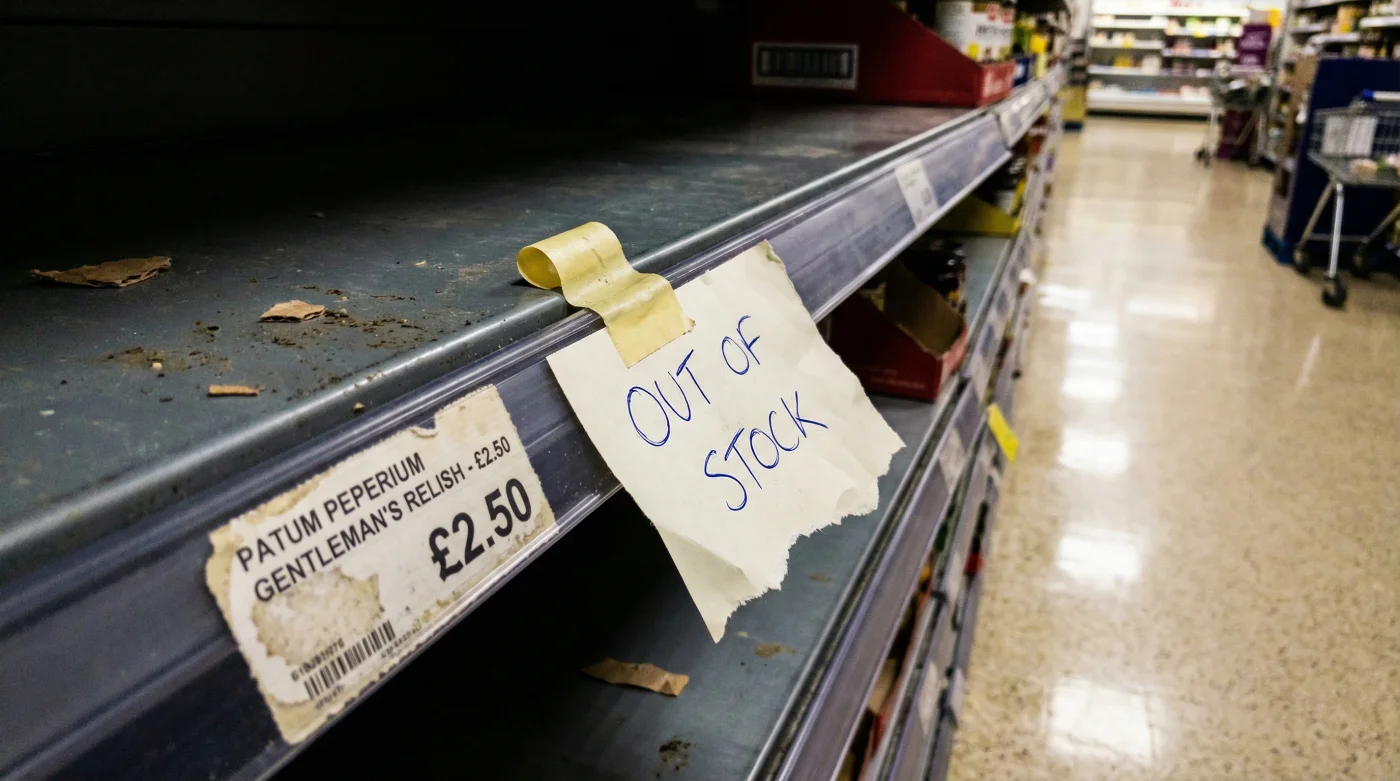 PATUM PEPERIUM
GENTLEMAN'S RELISH - £2.50
£2.50
OUT OF
STOCK